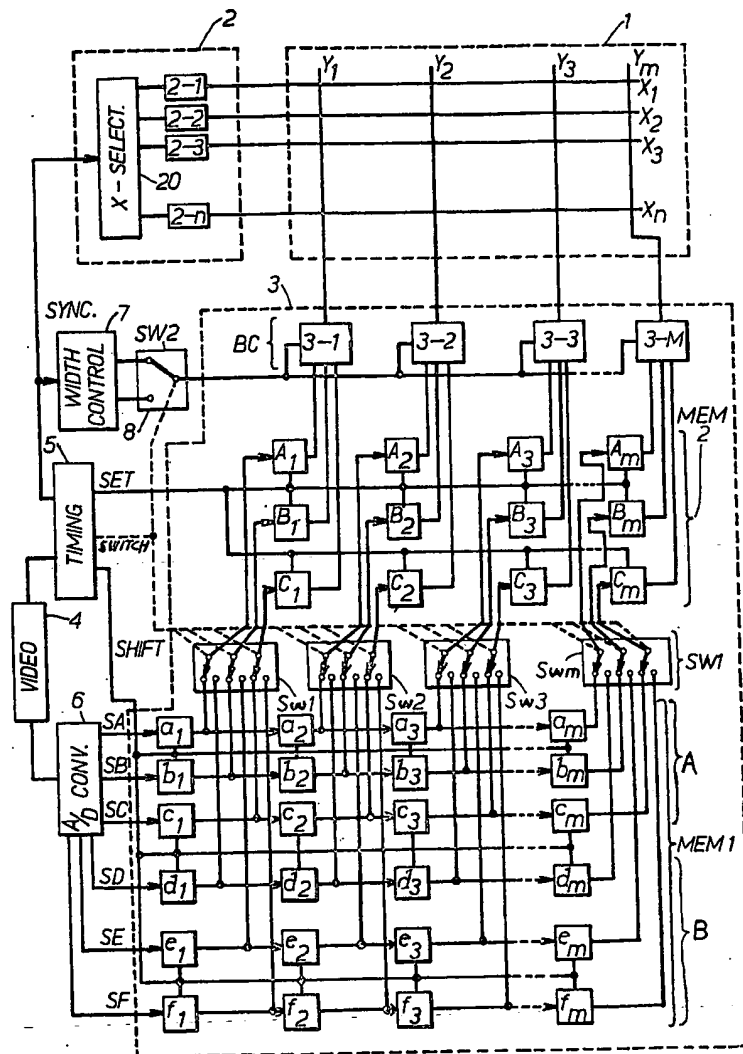 2
1
Y1 Y2 Y3 Ym
X-SELECT.
20
2-1
2-2
2-3
2-n
X1
X2
X3
Xn
3
SYNC. 7
WIDTH CONTROL
SW2
8
BC
3-1 3-2 3-3 3-M
MEM 2
5
TIMING
SET
SWITCH
A1 A2 A3 Am
B1 B2 B3 Bm
C1 C2 C3 Cm
4
VIDEO
SHIFT
Sw1 Sw2 Sw3 Swm SW1
6
A/D CONV.
SA a1 a2 a3 am
SB b1 b2 b3 bm
A
SC c1 c2 c3 cm
MEM1
SD d1 d2 d3 dm
B
SE e1 e2 e3 em
SF f1 f2 f3 fm